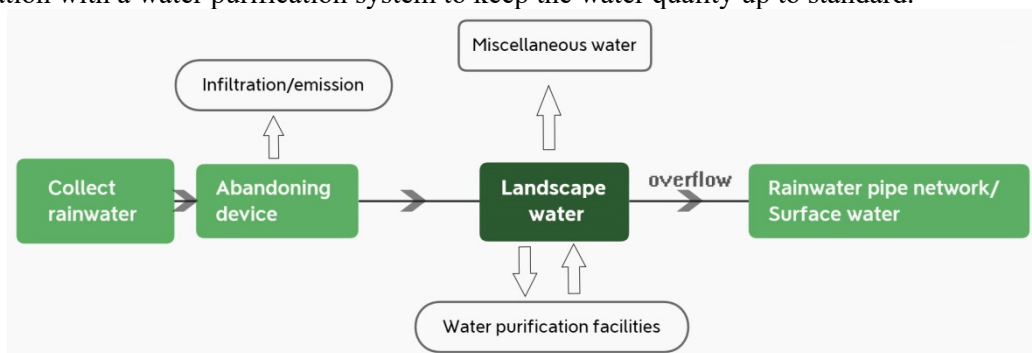 ation with a water purification system to keep the water quality up to standard.
Miscellaneous water
Infiltration/emission
Collect
rainwater
Abandoning
device
Landscape
water
overflow
Rainwater pipe network/
Surface water
Water purification facilities